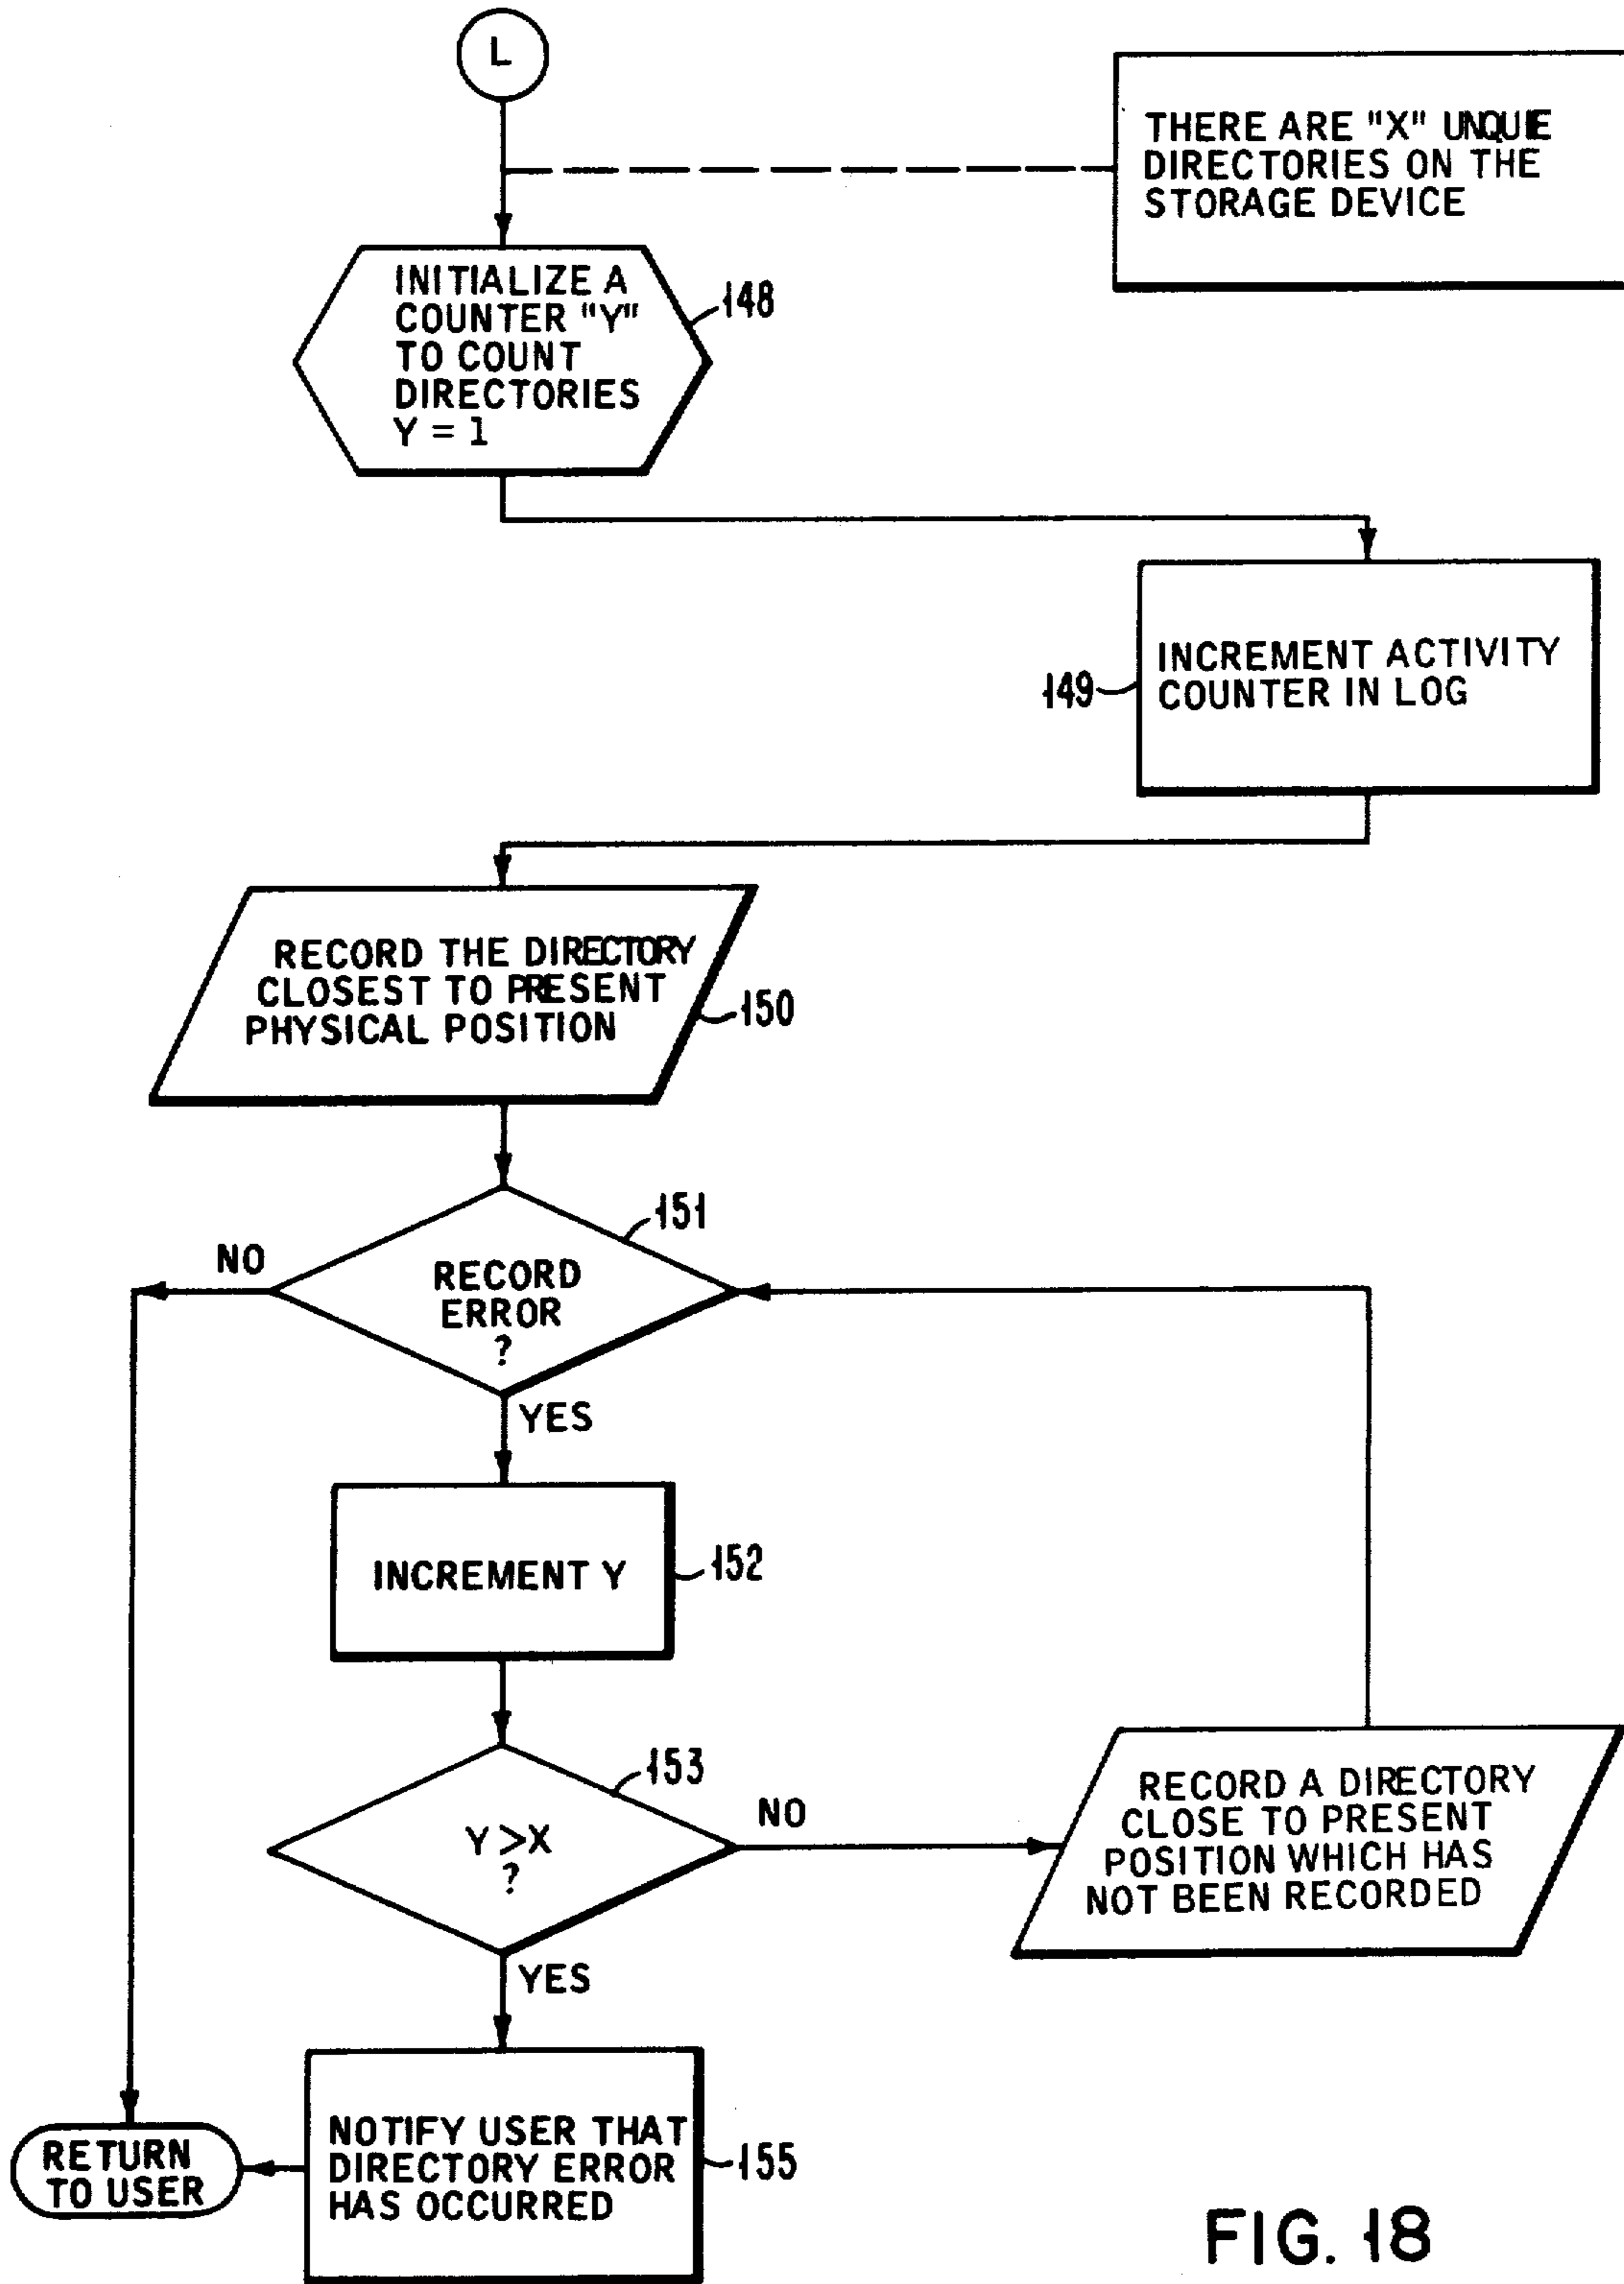 L
THERE ARE "X" UNQUIE
DIRECTORIES ON THE
STORAGE DEVICE
INITIALIZE A
COUNTER "Y"
TO COUNT
DIRECTORIES
Y = 1
148
INCREMENT ACTIVITY
COUNTER IN LOG
149
RECORD THE DIRECTORY
CLOSEST TO PRESENT
PHYSICAL POSITION
150
151
NO
RECORD
ERROR
?
YES
INCREMENT Y
152
153
Y >X
?
NO
RECORD A DIRECTORY
CLOSE TO PRESENT
POSITION WHICH HAS
NOT BEEN RECORDED
YES
NOTIFY USER THAT
DIRECTORY ERROR
HAS OCCURRED
155
RETURN
TO USER
FIG. 18